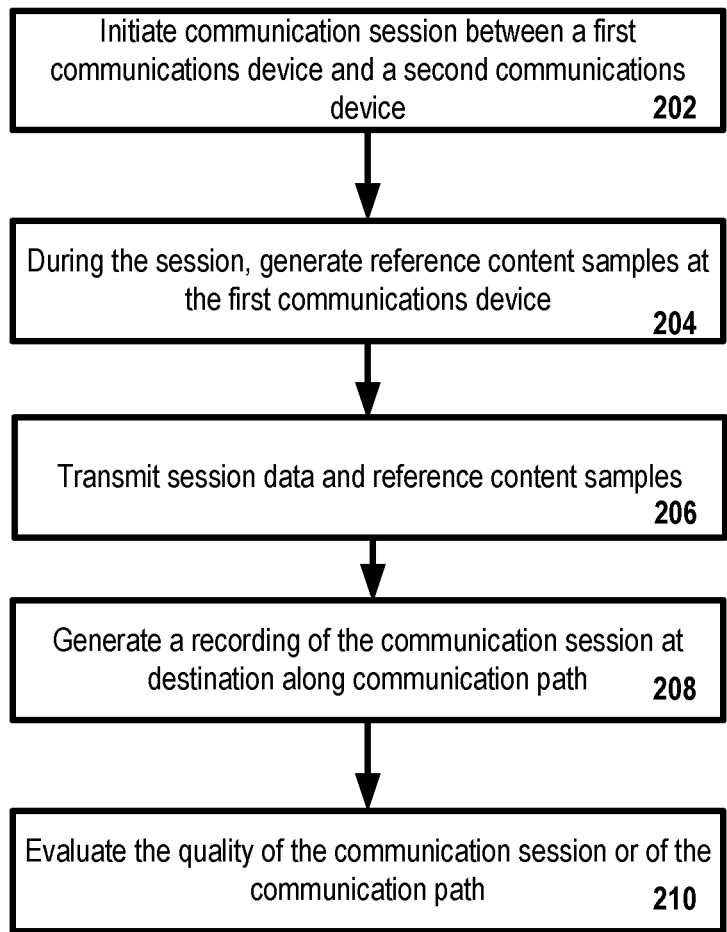 Initiate communication session between a first
communications device and a second communications
device 202
During the session, generate reference content samples at
the first communications device
204
Transmit session data and reference content samples
206
Generate a recording of the communication session at
destination along communication path 208
Evaluate the quality of the communication session or of the
communication path 210